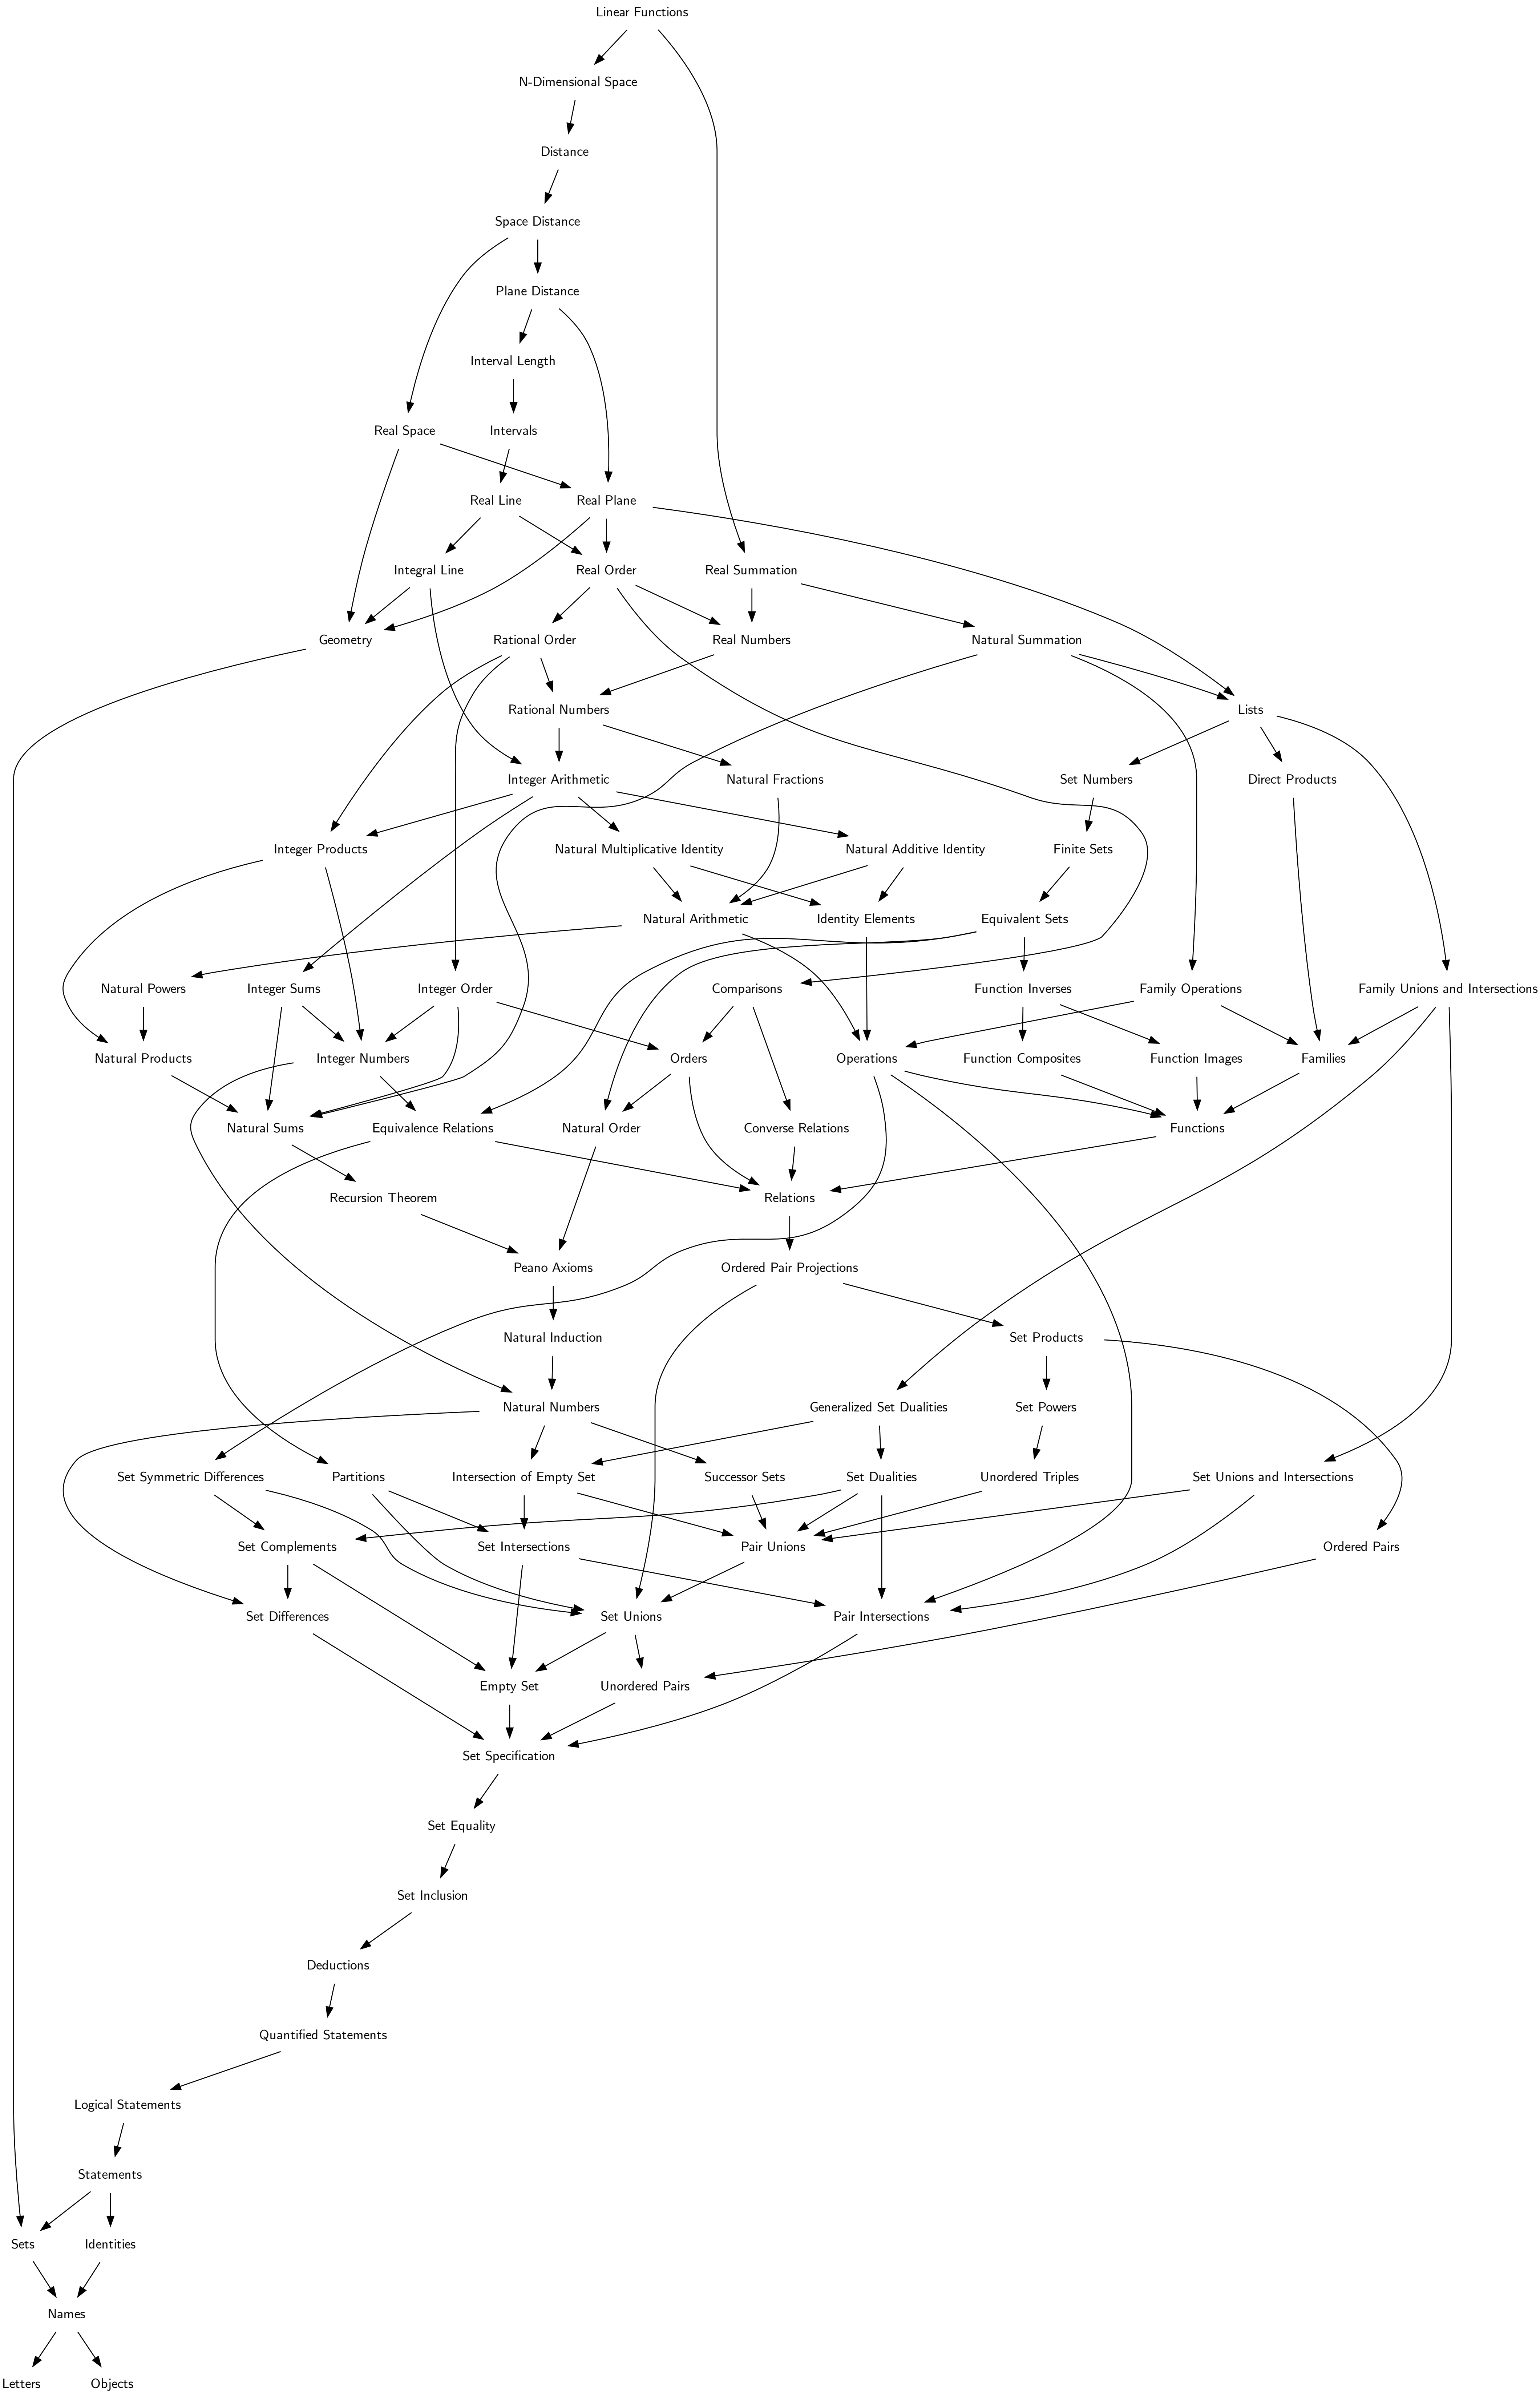 Linear Functions
N-Dimensional Space
Distance
Space Distance
Plane Distance
Interval Length
Real Space
Intervals
Real Line
Real Plane
Integral Line
Real Order
Real Summation
Geometry
Rational Order
Real Numbers
Natural Summation
Rational Numbers
Lists
Integer Arithmetic
Natural Fractions
Set Numbers
Direct Products
Integer Products
Natural Multiplicative Identity
Natural Additive Identity
Finite Sets
Natural Arithmetic
Identity Elements
Equivalent Sets
Natural Powers
Integer Sums
Integer Order
Comparisons
Function Inverses
Family Operations
Family Unions and Intersections
Natural Products
Integer Numbers
Orders
Operations
Function Composites
Function Images
Families
Natural Sums
Equivalence Relations
Natural Order
Converse Relations
Functions
Recursion Theorem
Relations
Peano Axioms
Ordered Pair Projections
Natural Induction
Set Products
Natural Numbers
Generalized Set Dualities
Set Powers
Set Symmetric Differences
Partitions
Intersection of Empty Set
Successor Sets
Set Dualities
Unordered Triples
Set Unions and Intersections
Set Complements
Set Intersections
Pair Unions
Ordered Pairs
Set Differences
Set Unions
Pair Intersections
Empty Set
Unordered Pairs
Set Specification
Set Equality
Set Inclusion
Deductions
Quantified Statements
Logical Statements
Statements
Sets
Identities
Names
Letters
Objects